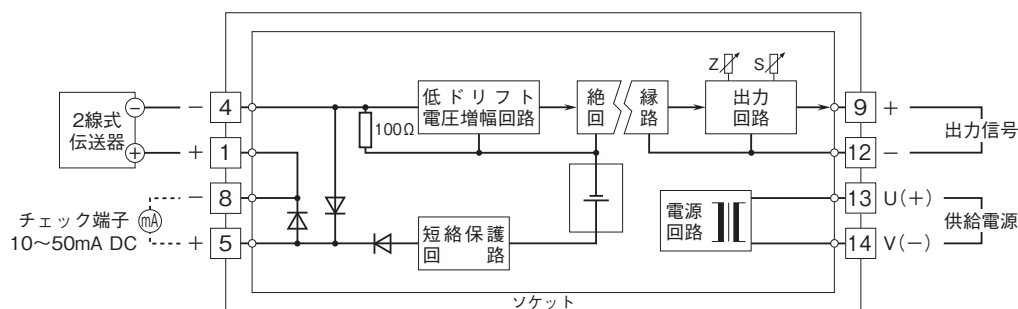 2線式
伝送器
−
+
− 4
+ 1
− 8
+ 5
チェック端子
10〜50mA DC
mA
100Ω
低ドリフト
電圧増幅回路
絶 縁
回 路
Z
S
出力
回路
短絡保護
回 路
電源
回路
9 +
12 −
出力信号
13 U(+)
14 V(−)
供給電源
ソケット